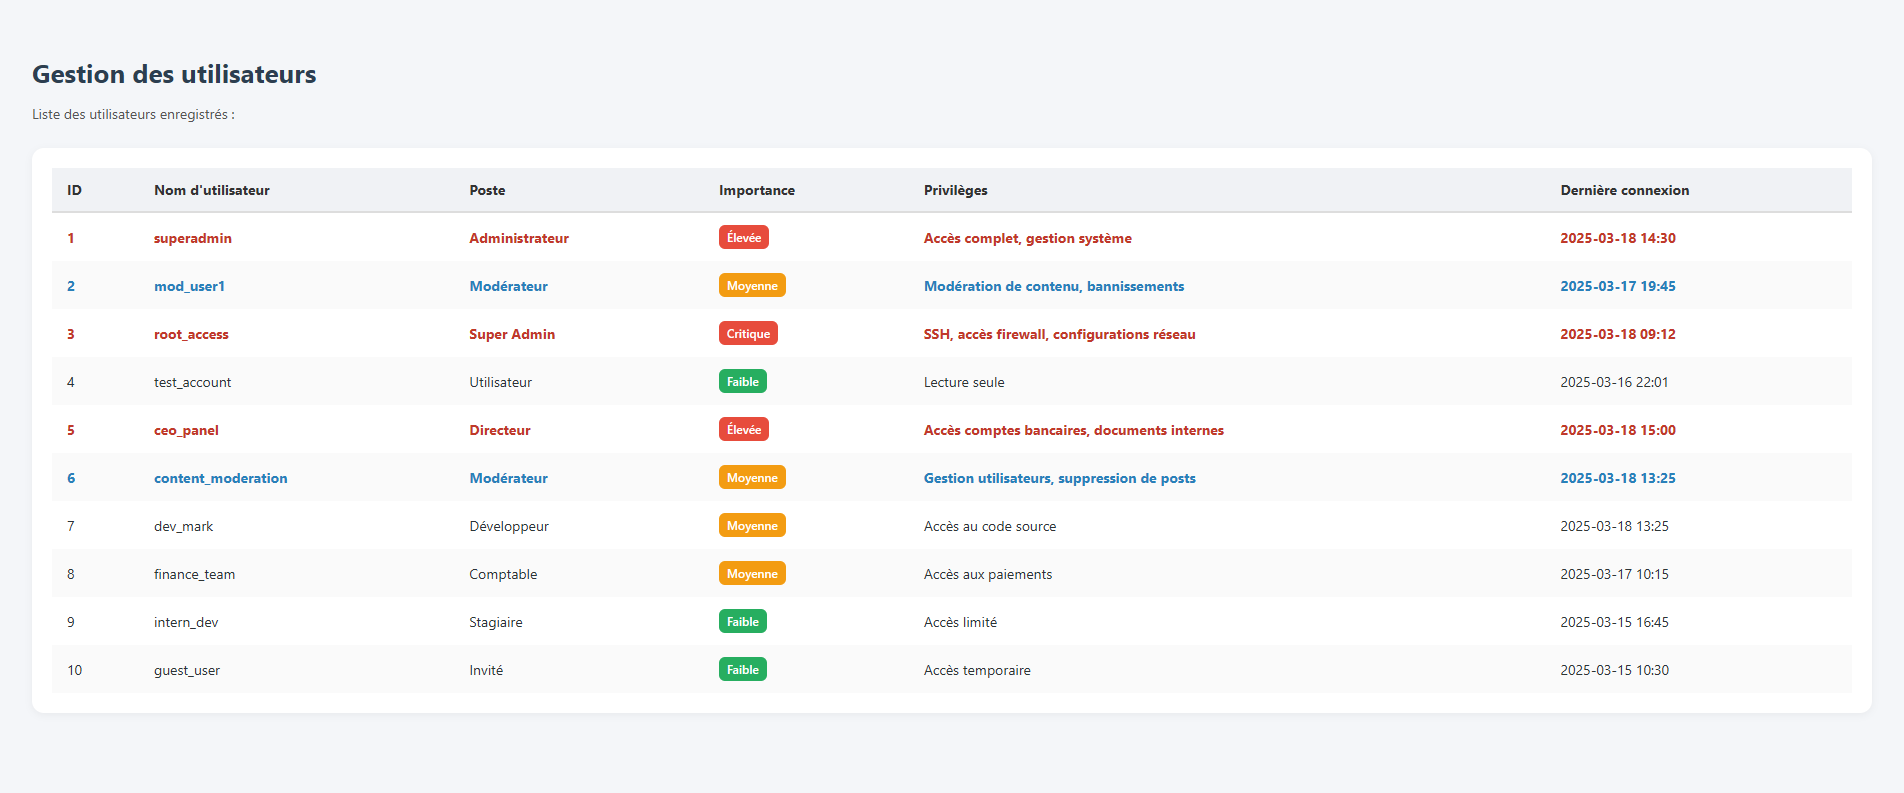 Gestion des utilisateurs
Liste des utilisateurs enregistrés :
ID Nom d'utilisateur Poste Importance Privilèges Dernière connexion
1 superadmin Administrateur Élevée Accès complet, gestion système 2025-03-18 14:30
2 mod_user1 Modérateur Moyenne Modération de contenu, bannissements 2025-03-17 19:45
3 root_access Super Admin Critique SSH, accès firewall, configurations réseau 2025-03-18 09:12
4 test_account Utilisateur Faible Lecture seule 2025-03-16 22:01
5 ceo_panel Directeur Élevée Accès comptes bancaires, documents internes 2025-03-18 15:00
6 content_moderation Modérateur Moyenne Gestion utilisateurs, suppression de posts 2025-03-18 13:25
7 dev_mark Développeur Moyenne Accès au code source 2025-03-18 13:25
8 finance_team Comptable Moyenne Accès aux paiements 2025-03-17 10:15
9 intern_dev Stagiaire Faible Accès limité 2025-03-15 16:45
10 guest_user Invité Faible Accès temporaire 2025-03-15 10:30